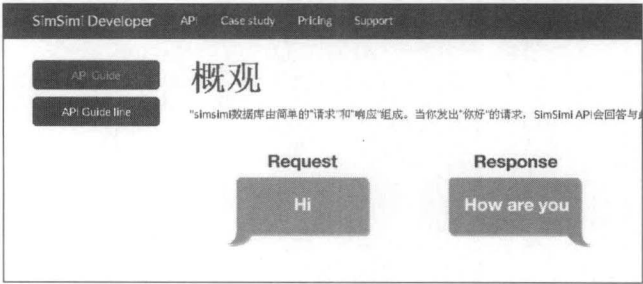 SimSimi Developer API Case study Pricing Support
API Guide
API Guide line
概观
"simsimi数据库由简单的"请求"和"响应"组成。当你发出"你好"的请求，SimSimi API会回答与
Request Response
Hi How are you